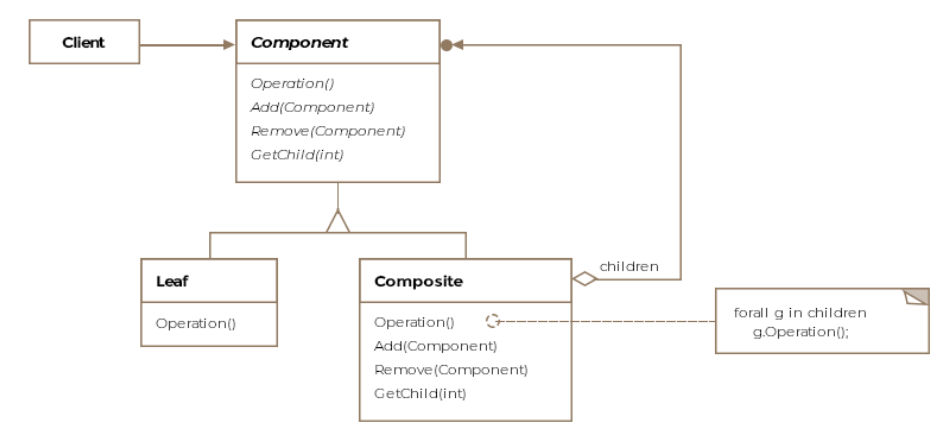 Client
Component
Operation()
Add(Component)
Remove(Component)
GetChild(int)
Leaf
Operation()
Composite
Operation()
Add(Component)
Remove(Component)
GetChild(int)
children
forall g in children
g.Operation();